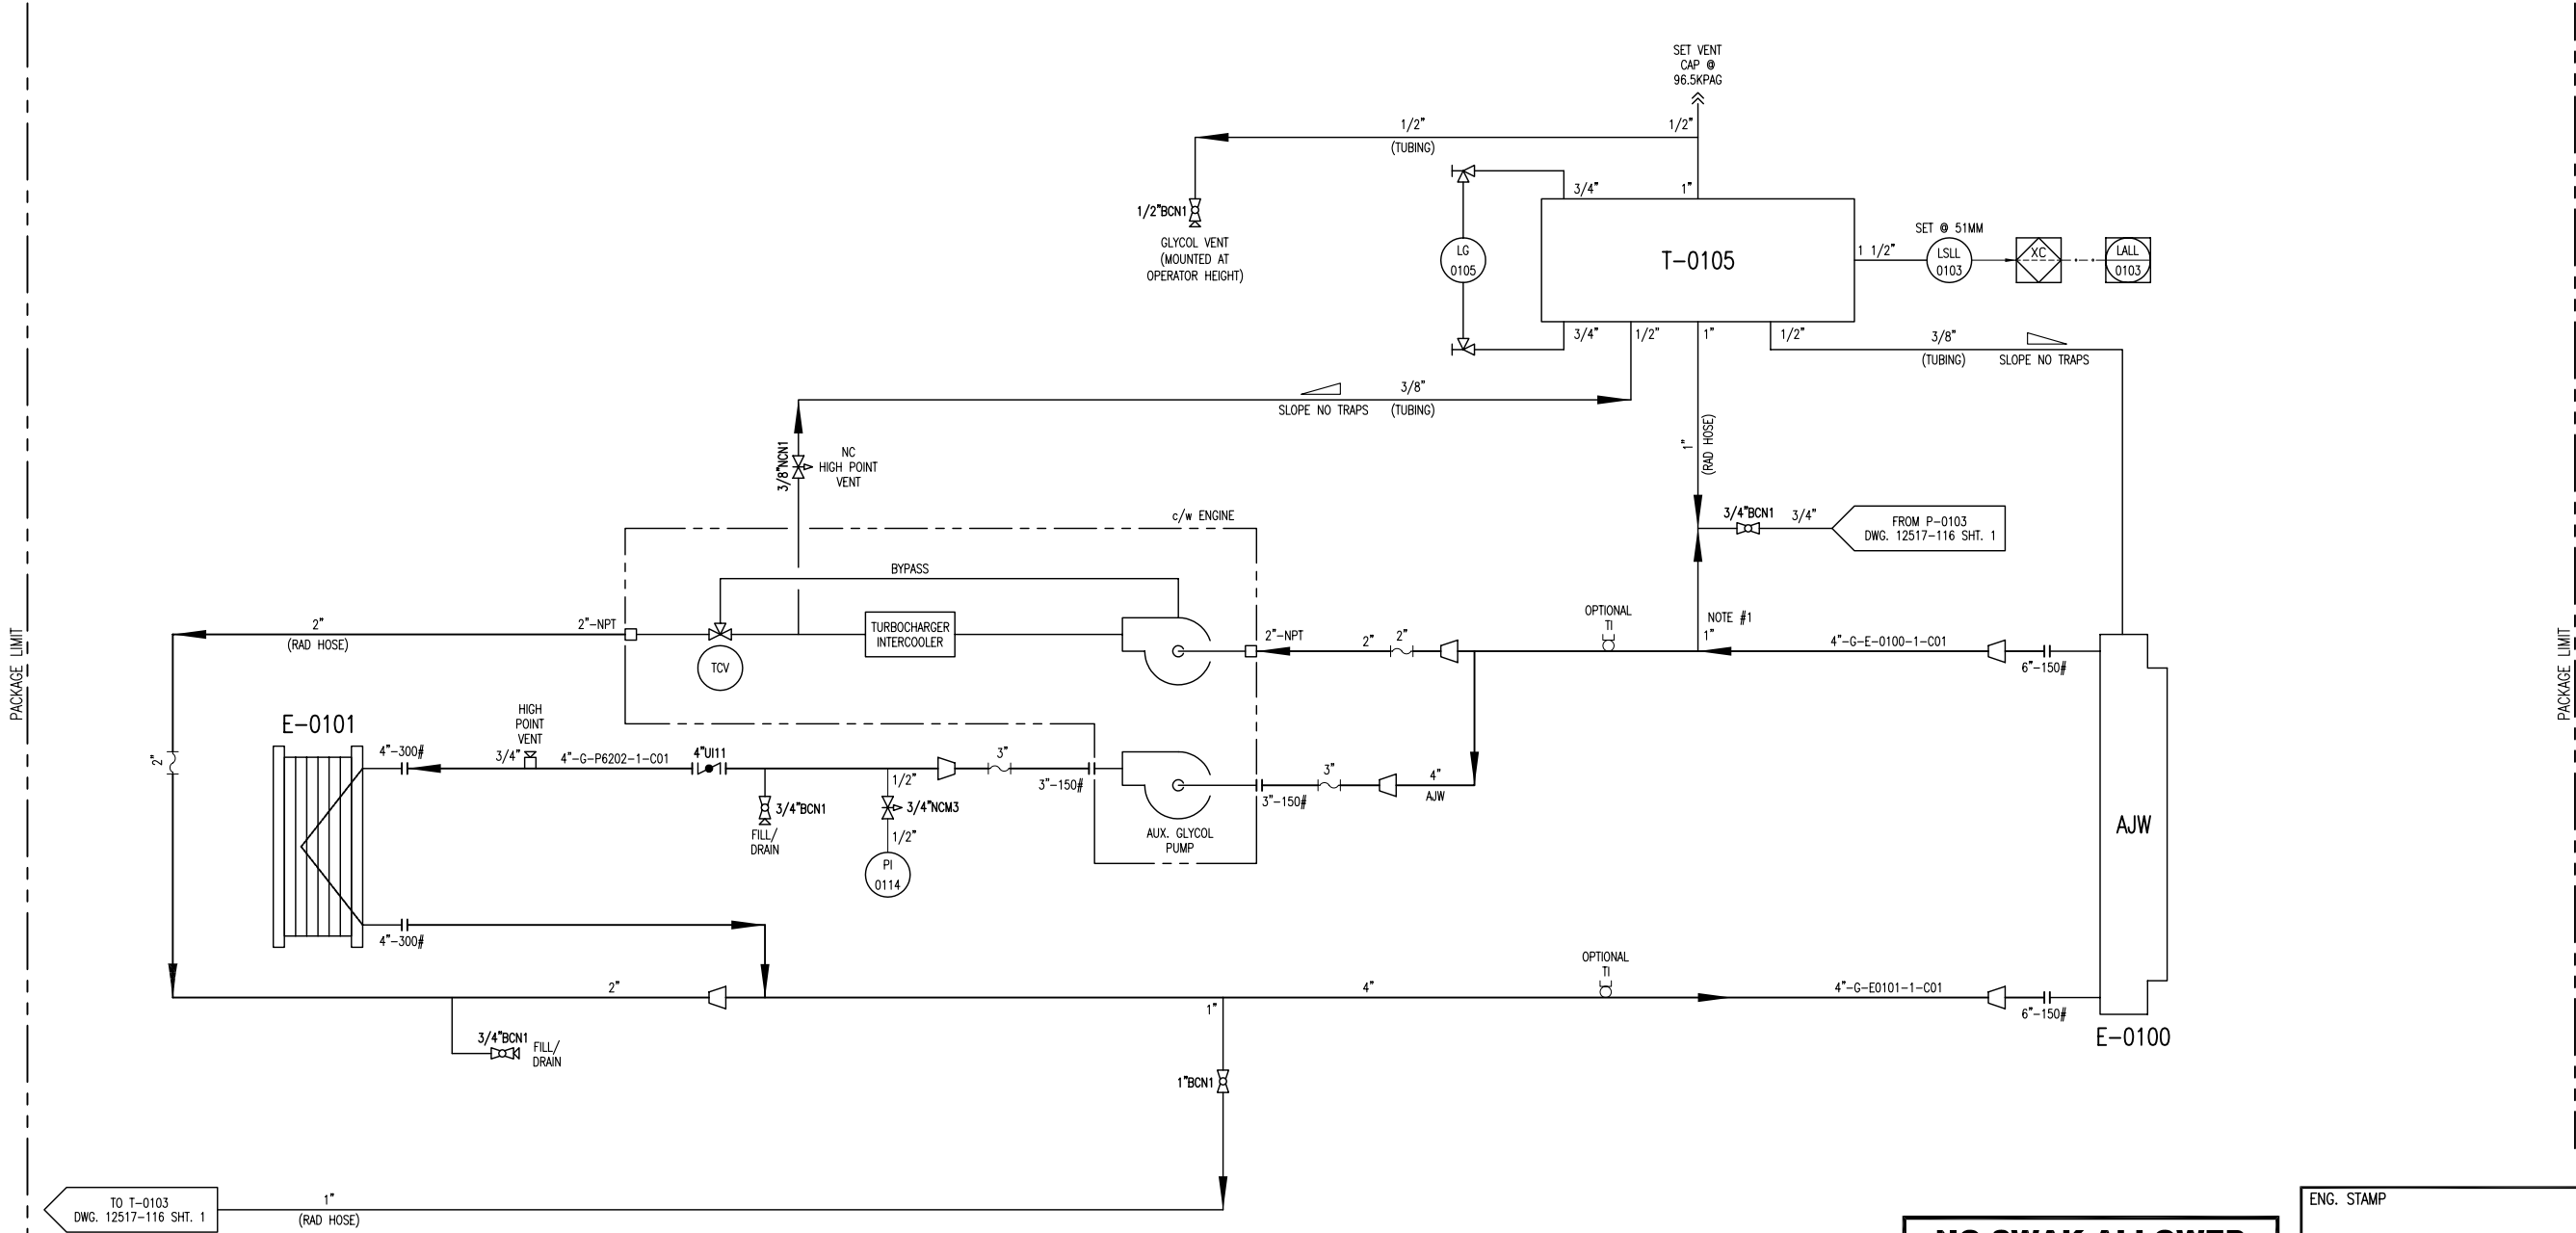 SET VENT
CAP @
96.5KPAG
1/2"
1/2"
(TUBING)
3/4"
1"
1/2"BCN1
GLYCOL VENT
(MOUNTED AT
OPERATOR HEIGHT)
LG
0105
T-0105
1 1/2"
SET @ 51MM
LSLL
0103
XC
LALL
0103
3/4"
1/2"
1"
1/2"
3/8"
(TUBING)
SLOPE NO TRAPS
3/8"
SLOPE NO TRAPS
(TUBING)
3/8"NCN1
NC
HIGH POINT
VENT
1"
(RAD HOSE)
c/w ENGINE
3/4"BCN1
3/4"
FROM P-0103
DWG. 12517-116 SHT. 1
BYPASS
PACKAGE LIMIT
2"
(RAD HOSE)
2"-NPT
TCV
TURBOCHARGER
INTERCOOLER
2"-NPT
2"
2"
OPTIONAL
TI
NOTE #1
1"
4"-G-E-0100-1-C01
6"-150#
PACKAGE LIMIT
2"
E-0101
4"-300#
HIGH
POINT
VENT
3/4"
4"-G-P6202-1-C01
4"UI11
3/4"BCN1
FILL/
DRAIN
1/2"
3/4"NCM3
1/2"
PI
0114
3"
3"-150#
AUX. GLYCOL
PUMP
3"-150#
3"
4"
AJW
AJW
4"-300#
2"
1"
4"
OPTIONAL
TI
4"-G-E0101-1-C01
6"-150#
E-0100
3/4"BCN1
FILL/
DRAIN
1"BCN1
TO T-0103
DWG. 12517-116 SHT. 1
1"
(RAD HOSE)
NO SWAK ALLOWED
ENG. STAMP